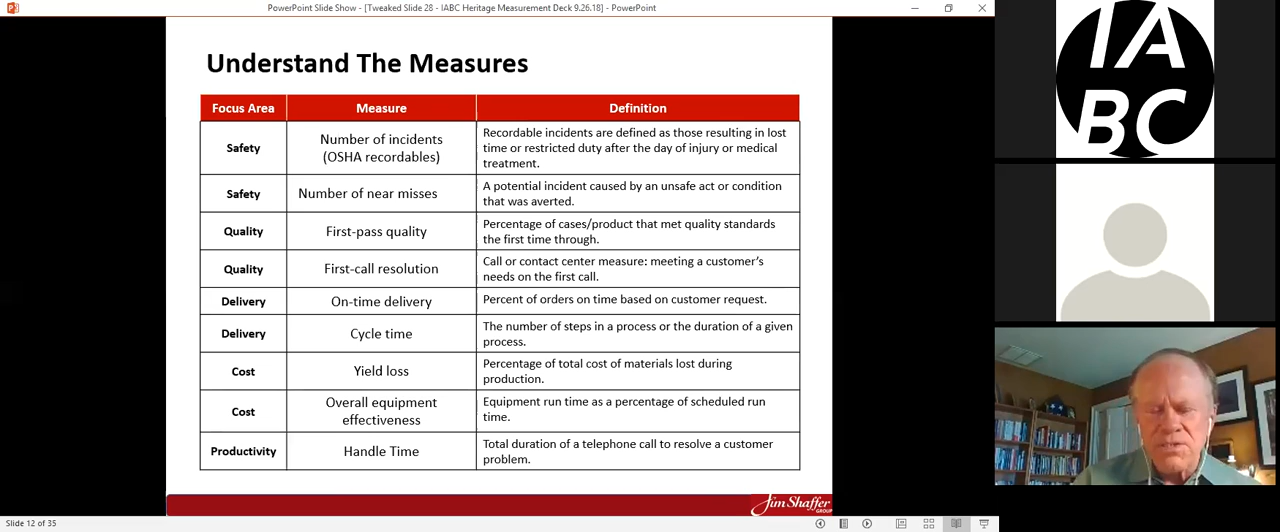 PowerPoint Slide Show - [Tweaked Slide 28 - IABC Heritage Measurement Deck 9.26.18] - PowerPoint
Understand The Measures
Focus Area Measure Definition
Safety
Number of incidents
(OSHA recordables)
Recordable incidents are defined as those resulting in lost
time or restricted duty after the day of injury or medical
treatment.
Safety
Number of near misses
A potential incident caused by an unsafe act or condition
that was averted.
Quality
First-pass quality
Percentage of cases/product that met quality standards
the first time through.
Quality
First-call resolution
Call or contact center measure: meeting a customer's
needs on the first call.
Delivery
On-time delivery
Percent of orders on time based on customer request.
Delivery
Cycle time
The number of steps in a process or the duration of a given
process.
Cost
Yield loss
Percentage of total cost of materials lost during
production.
Cost
Overall equipment
effectiveness
Equipment run time as a percentage of scheduled run
time.
Productivity
Handle Time
Total duration of a telephone call to resolve a customer
problem.
Jim Shaffer
GROUP
Slide 12 of 35
IA
BC